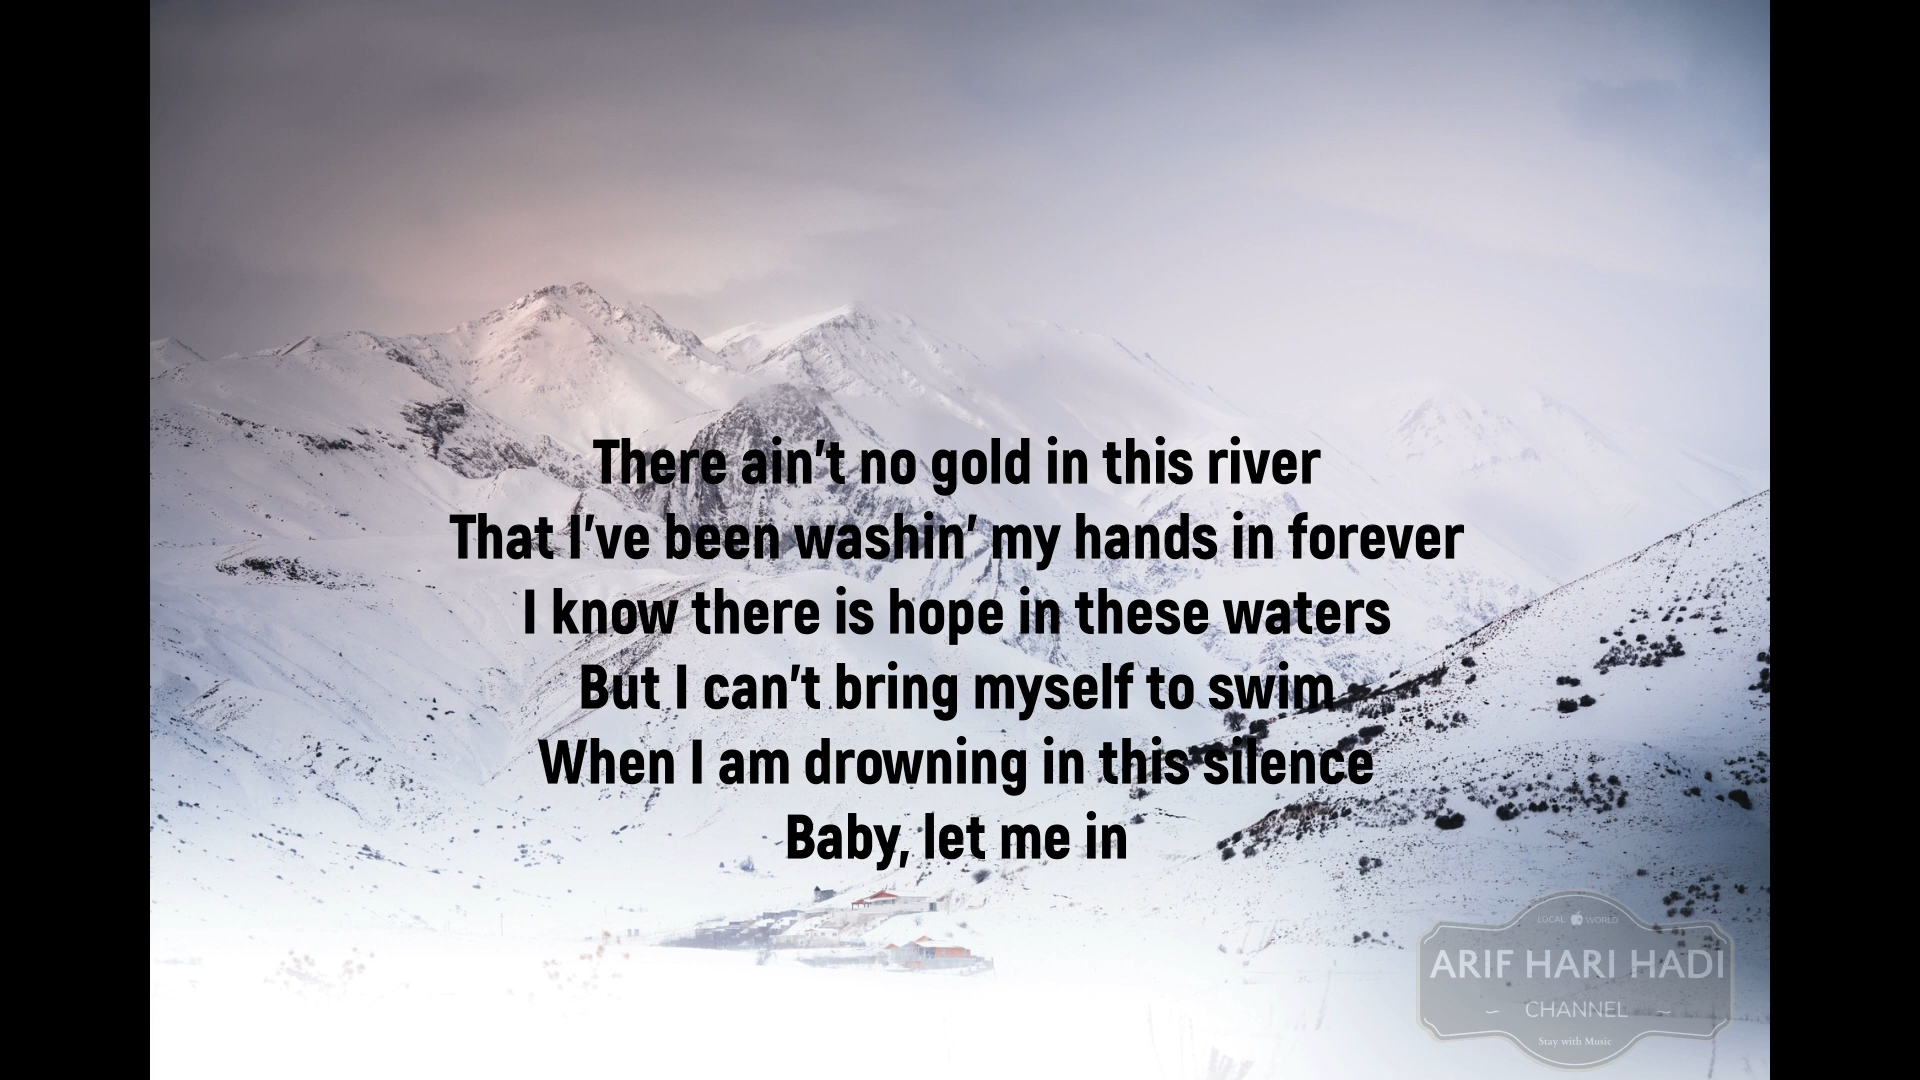 There ain't no gold in this river
That I've been washin' my hands in forever
I know there is hope in these waters
But I can't bring myself to swim
When I am drowning in this silence
Baby, let me in
LOCAL WORLD
ARIF HARI HADI
~ CHANNEL ~
Stay with Music